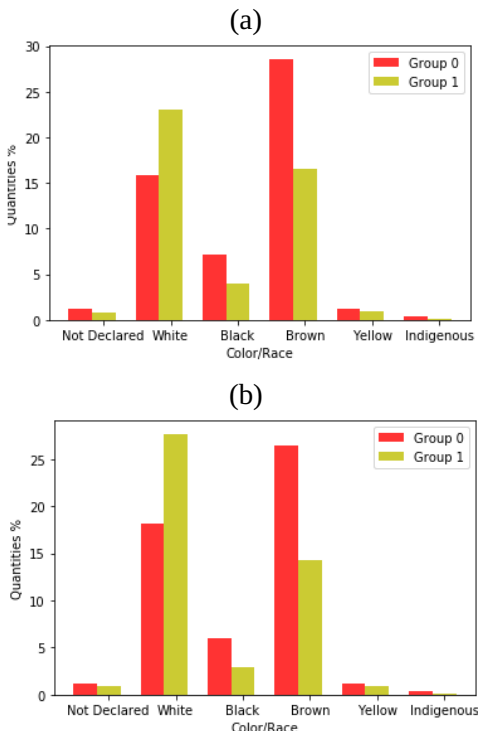 (a)
30
Group 0
Group 1
25
20
15
10
5
0
Quantities %
Not Declared White Black Brown Yellow Indigenous
Color/Race
(b)
Group 0
Group 1
25
20
15
10
5
0
Quantities %
Not Declared White Black Brown Yellow Indigenous
Color/Race